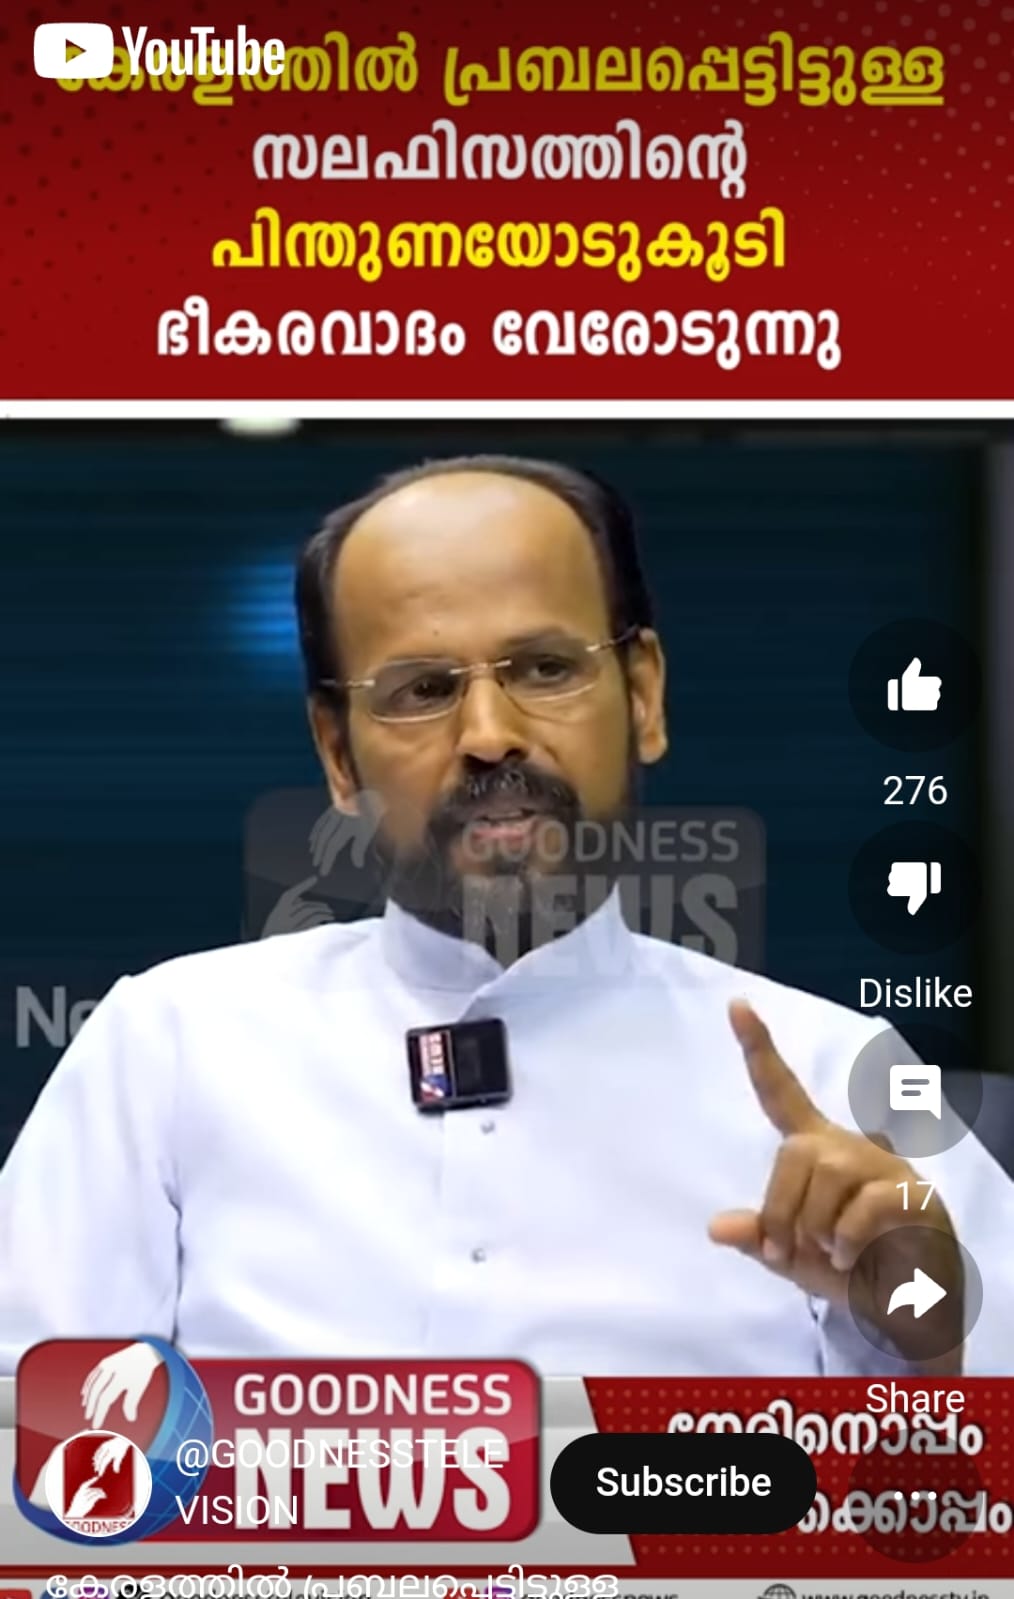 YouTube
കേരളത്തിൽ പ്രബലപ്പെട്ടിട്ടുള്ള
സലഫിസത്തിന്റെ
പിന്തുണയോടുകൂടി
ഭീകരവാദം വേരോടുന്നു
GOODNESS
NEWS
276
Dislike
17
Share
GOODNESS
NEWS
നേരിനൊപ്പം
@GOODNESSTELE
VISION
Subscribe
കേരളത്തിൽ പ്രബലപ്പെട്ടിട്ടുള്ള